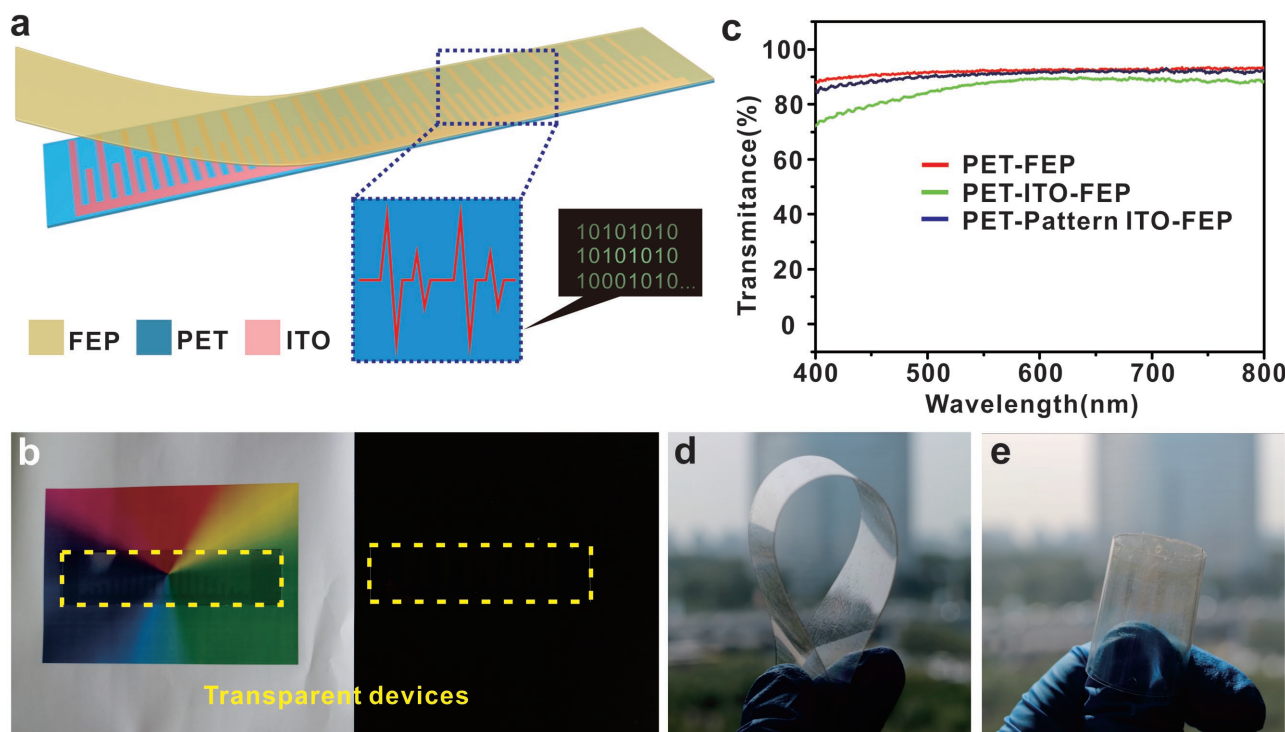 a
10101010
10101010
10001010...
FEP PET ITO
c
100
80
60
40
20
0
Transmitance(%)
PET-FEP
PET-ITO-FEP
PET-Pattern ITO-FEP
400 500 600 700 800
Wavelength(nm)
b
Transparent devices
d
e